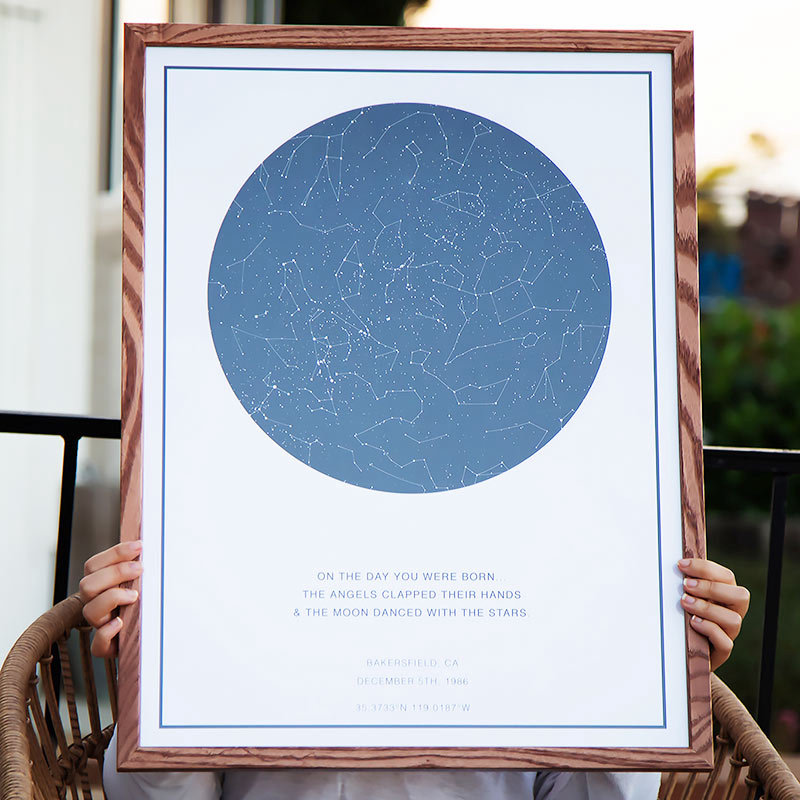 ON THE DAY YOU WERE BORN...
THE ANGELS CLAPPED THEIR HANDS
& THE MOON DANCED WITH THE STARS.
BAKERSFIELD, CA
DECEMBER 5TH, 1986
35.3733°N 119.0187°W